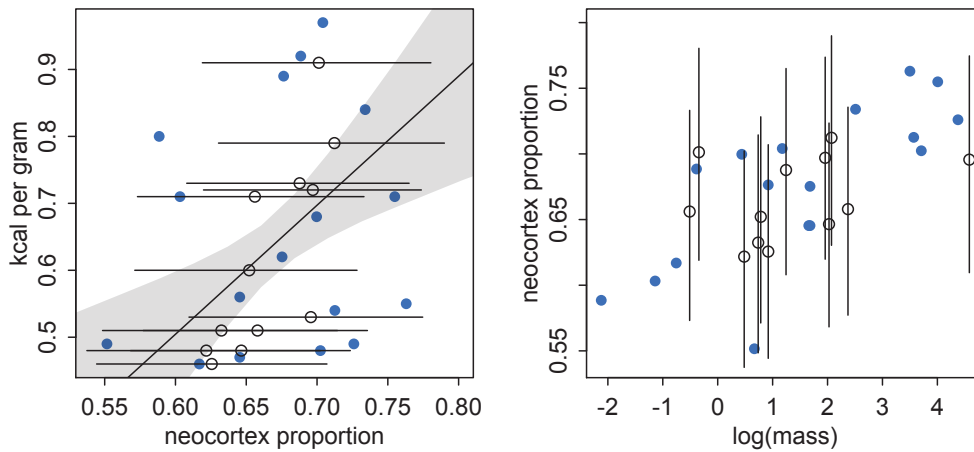 kcal per gram
0.5 0.6 0.7 0.8 0.9
0.55 0.60 0.65 0.70 0.75 0.80
neocortex proportion
neocortex proportion
0.55 0.65 0.75
-2 -1 0 1 2 3 4
log(mass)